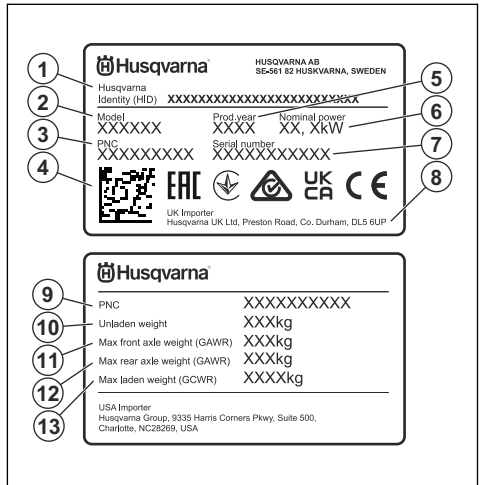 Husqvarna
HUSQVARNA AB
SE-561 82 HUSKVARNA, SWEDEN
1
Husqvarna
Identity (HID) XXXXXXXXXXXXXXXXXXXXXXXXXX
5
2
Model Prod.year Nominal power
XXXXXX XXXX XX, XkW
6
3
PNC Serial number
XXXXXXXXX XXXXXXXXXXX
7
4
EAC UK CA CE
8
UK Importer
Husqvarna UK Ltd, Preston Road, Co. Durham, DL5 6UP
Husqvarna
9
PNC XXXXXXXXXX
10
Unladen weight XXXkg
11
Max front axle weight (GAWR) XXXkg
12
Max rear axle weight (GAWR) XXXkg
13
Max laden weight (GCWR) XXXXkg
USA Importer
Husqvarna Group, 9335 Harris Corners Pkwy, Suite 500,
Charlotte, NC28269, USA